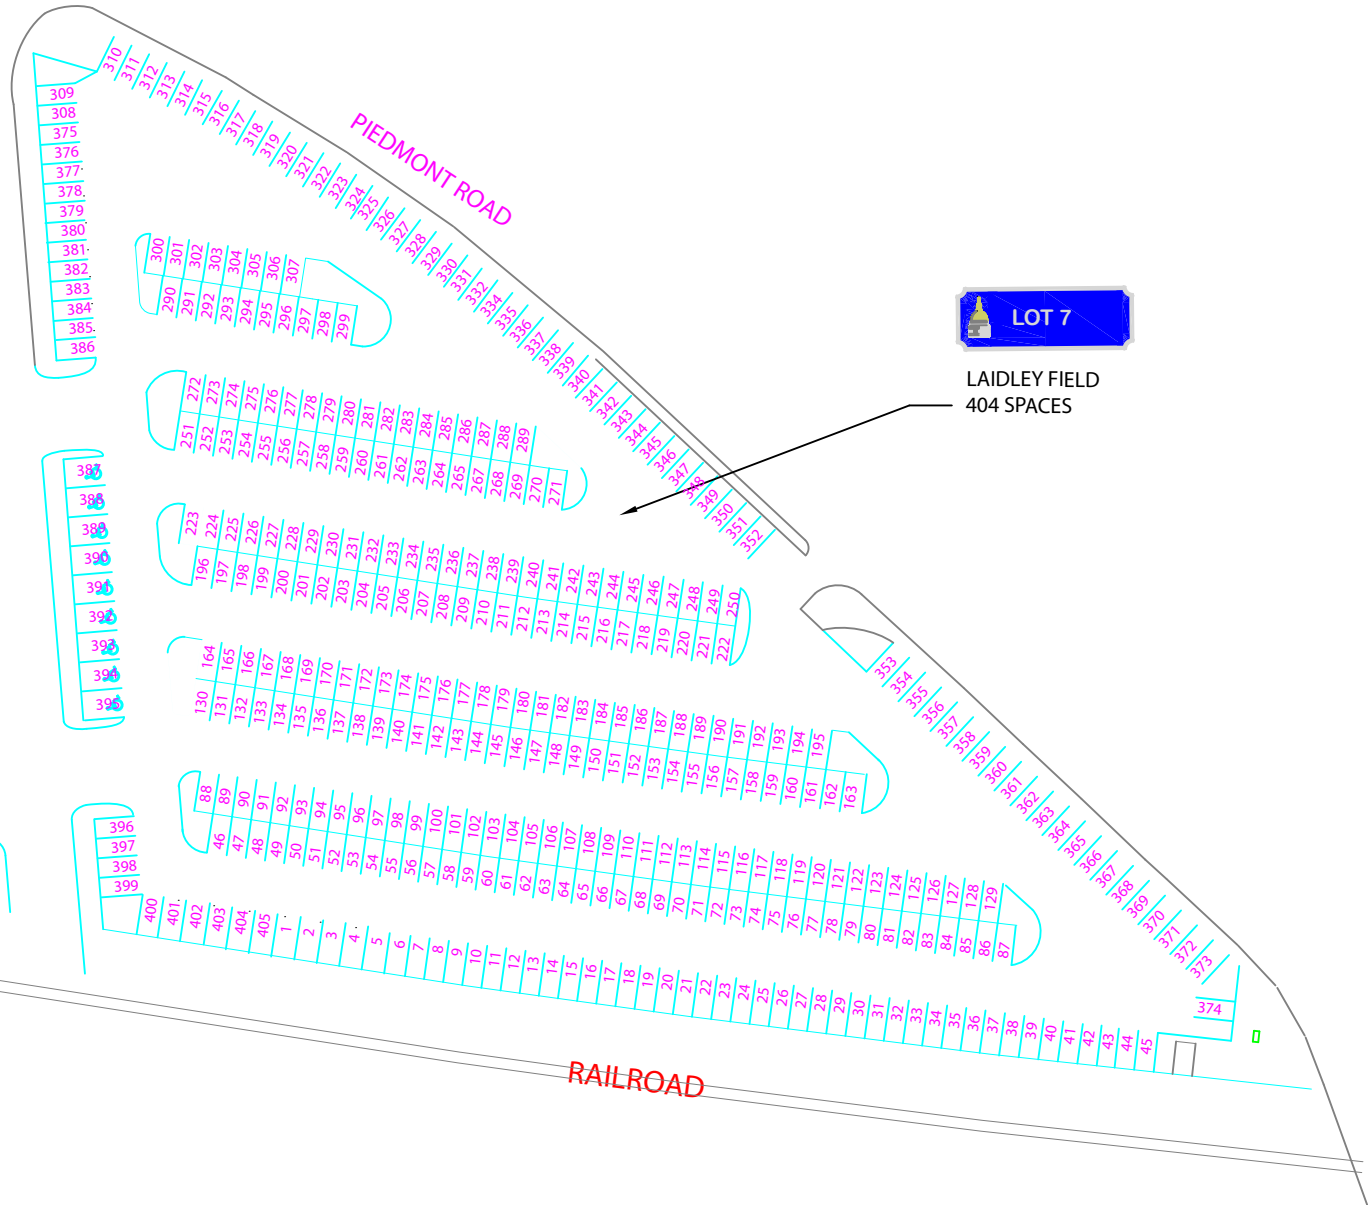 PIEDMONT ROAD
LOT 7
LAIDLEY FIELD
404 SPACES
310 311 312 313 314 315 316 317 318 319 320 321 322 323 324 325 326 327 328 329 330 331 332 334 335 336 337 338 339 340 341 342 343 344 345 346 347 348 349 350 351 352
353 354 355 356 357 358 359 360 361 362 363 364 365 366 367 368 369 370 371 372 373
374
309
308
375
376
377
378
379
380
381
382
383
384
385
386
300 301 302 303 304 305 306 307
290 291 292 293 294 295 296 297 298 299
272 273 274 275 276 277 278 279 280 281 282 283 284 285 286 287 288 289
251 252 253 254 255 256 257 258 259 260 261 262 263 264 265 267 268 269 270 271
387
388
389
390
391
392
393
394
395
223 224 225 226 227 228 229 230 231 232 233 234 235 236 237 238 239 240 241 242 243 244 245 246 247 248 249 250
196 197 198 199 200 201 202 203 204 205 206 207 208 209 210 211 212 213 214 215 216 217 218 219 220 221 222
164 165 166 167 168 169 170 171 172 173 174 175 176 177 178 179 180 181 182 183 184 185 186 187 188 189 190 191 192 193 194 195
130 131 132 133 134 135 136 137 138 139 140 141 142 143 144 145 146 147 148 149 150 151 152 153 154 155 156 157 158 159 160 161 162 163
88 89 90 91 92 93 94 95 96 97 98 99 100 101 102 103 104 105 106 107 108 109 110 111 112 113 114 115 116 117 118 119 120 121 122 123 124 125 126 127 128 129
46 47 48 49 50 51 52 53 54 55 56 57 58 59 60 61 62 63 64 65 66 67 68 69 70 71 72 73 74 75 76 77 78 79 80 81 82 83 84 85 86 87
396
397
398
399
400 401 402 403 404 405 1 2 3 4 5 6 7 8 9 10 11 12 13 14 15 16 17 18 19 20 21 22 23 24 25 26 27 28 29 30 31 32 33 34 35 36 37 38 39 40 41 42 43 44 45
RAILROAD